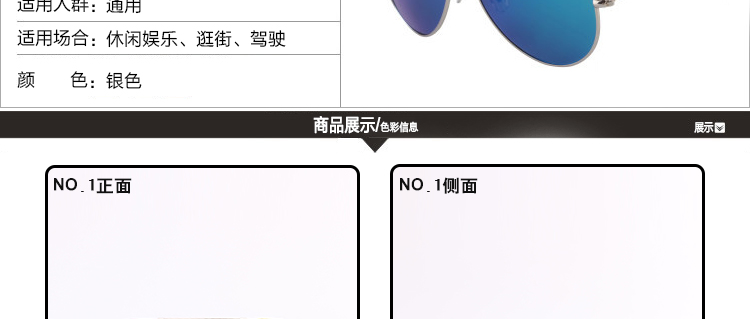 适用人群：通用
适用场合：休闲娱乐、逛街、驾驶
颜 色：银色
商品展示/色彩信息
展示
NO.1正面
NO.1侧面